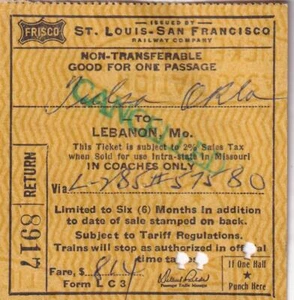 FRISCO
ISSUED BY
ST. LOUIS-SAN FRANCISCO
RAILWAY COMPANY
NON-TRANSFERABLE
GOOD FOR ONE PASSAGE
Tulsa Okla
TO
LEBANON, Mo.
This Ticket is subject to 2% Sales Tax
when Sold for use Intra-state in Missouri
IN COACHES ONLY
Via L-285#57580
Limited to Six (6) Months in addition
to date of sale stamped on back.
Subject to Tariff Regulations.
Trains stop as authorized in official
time ta
Fare, $
Form L C 3
Passenger Traffic Manager
If One Half
★
Punch Here
RETURN
8917